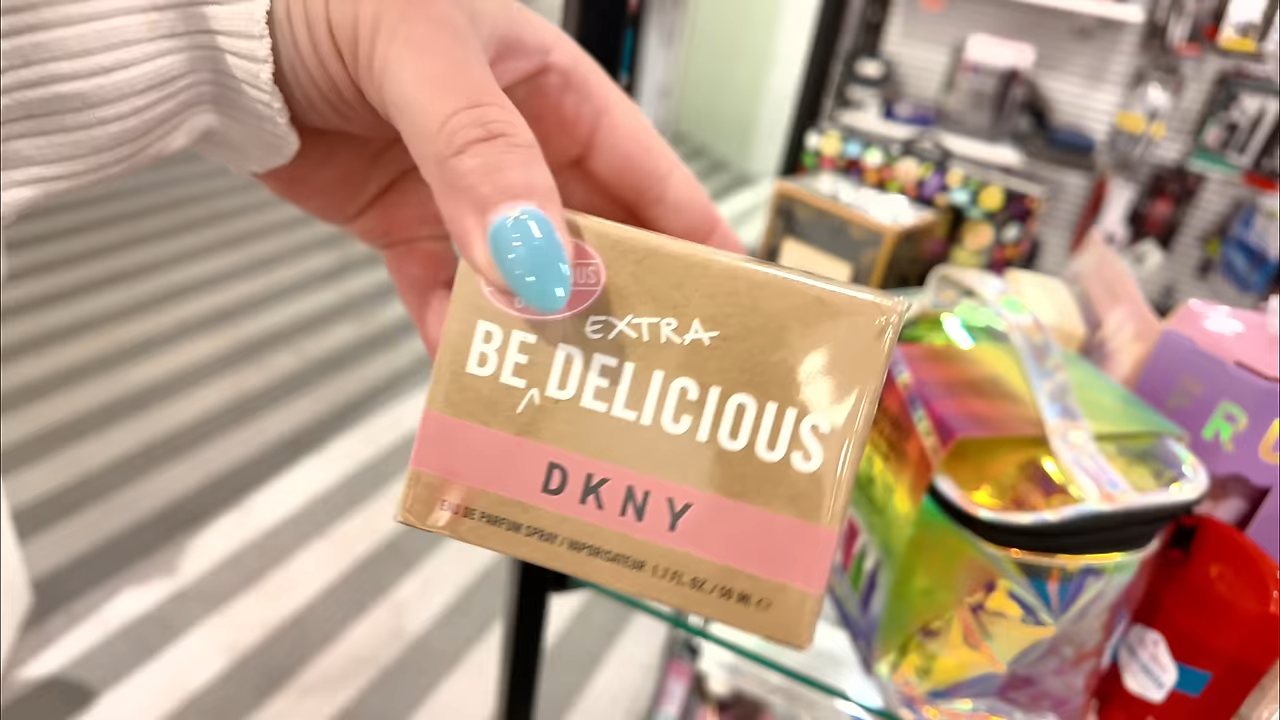 EXTRA
BE DELICIOUS
DKNY
EAU DE PARFUM SPRAY / VAPORISATEUR 1.7 FL. OZ. / 50 ML ℮